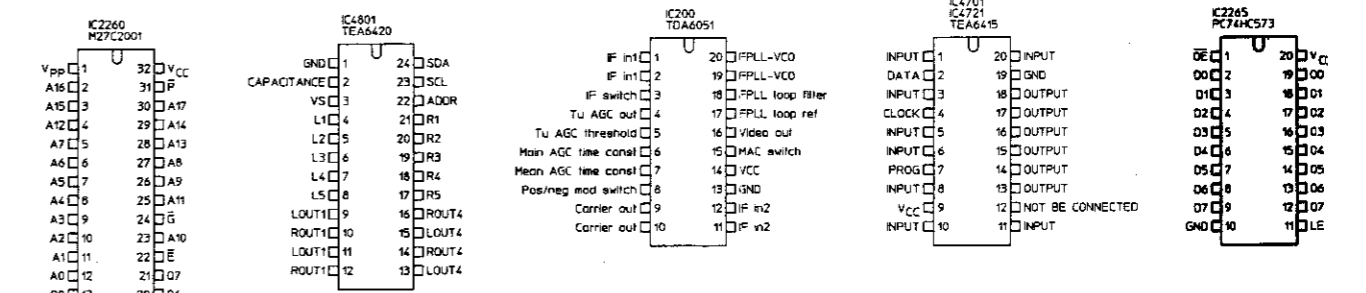 IC2260
M27C2001
Vpp 1 32 VCC
A16 2 31 P̅
A15 3 30 A17
A12 4 29 A14
A7 5 28 A13
A6 6 27 A8
A5 7 26 A9
A4 8 25 A11
A3 9 24 G̅
A2 10 23 A10
A1 11 22 E̅
A0 12 21 Q7
IC4801
TEA6420
GND 1 24 SDA
CAPACITANCE 2 23 SCL
VS 3 22 ADDR
L1 4 21 R1
L2 5 20 R2
L3 6 19 R3
L4 7 18 R4
L5 8 17 R5
LOUT1 9 16 ROUT4
ROUT1 10 15 LOUT4
LOUT1 11 14 ROUT4
ROUT1 12 13 LOUT4
IC200
TDA6051
IF in1 1 20 FPLL-VCO
IF in1 2 19 FPLL-VCO
IF switch 3 18 FPLL loop filter
Tu AGC out 4 17 FPLL loop ref
Tu AGC threshold 5 16 Video out
Main AGC time const 6 15 MAC switch
Mean AGC time const 7 14 VCC
Pos/neg mod switch 8 13 GND
Carrier out 9 12 IF in2
Carrier out 10 11 IF in2
IC4701
IC4721
TEA6415
INPUT 1 20 INPUT
DATA 2 19 GND
INPUT 3 18 OUTPUT
CLOCK 4 17 OUTPUT
INPUT 5 16 OUTPUT
INPUT 6 15 OUTPUT
PROG 7 14 OUTPUT
INPUT 8 13 OUTPUT
VCC 9 12 NOT BE CONNECTED
INPUT 10 11 INPUT
IC2265
PC74HC573
O̅E̅ 1 20
D0 2 19 O0
D1 3 18 O1
D2 4 17 O2
D3 5 16 O3
D4 6 15 O4
D5 7 14 O5
D6 8 13 O6
D7 9 12 O7
GND 10 11 LE